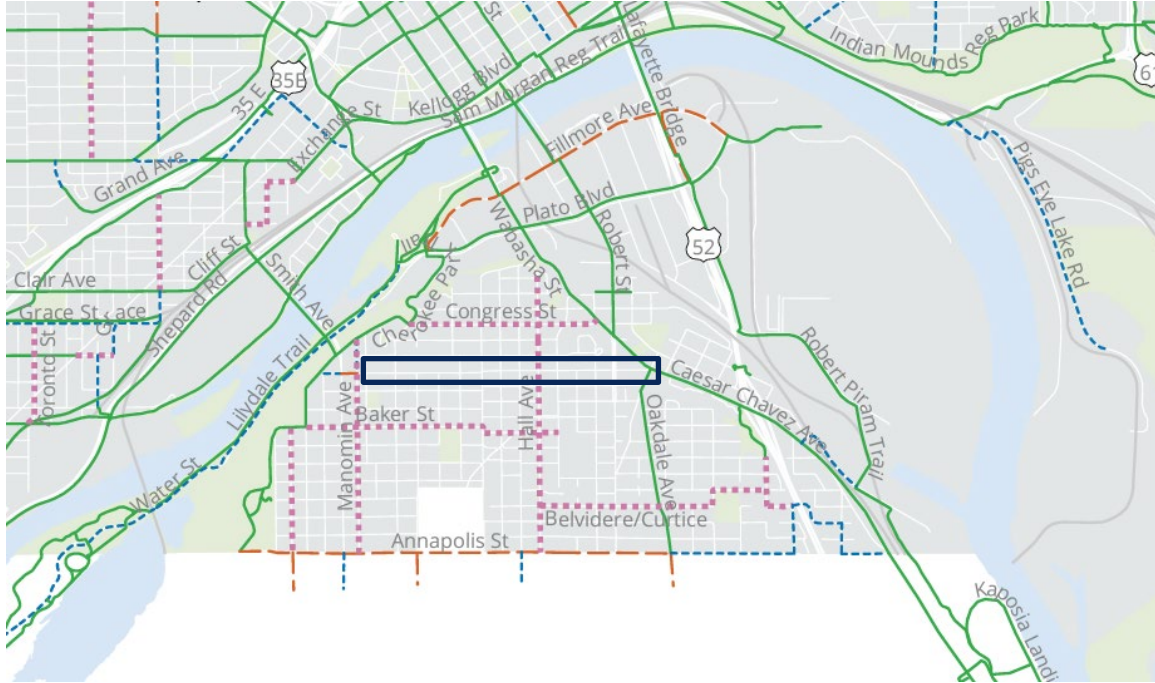 Lafayette Bridge
Indian Mounds
Reg Park
61
35E
35 E
Kellogg Blvd
Sam Morgan Reg Trail
Exchange St
Fillmore Ave
Grand Ave
Plato Blvd
Pigs Eye Lake Rd
Wabasha St
Robert St
52
Cliff St
Clair Ave
Smith Ave
Shepard Rd
Cherokee Park
Congress St
Grace St
Toronto St
Lilydale Trail
Robert Piram Trail
Caesar Chavez Ave
Manomin Ave
Baker St
Hall Ave
Oakdale Ave
Water St
Belvidere/Curtice
Annapolis St
Kaposia Landi